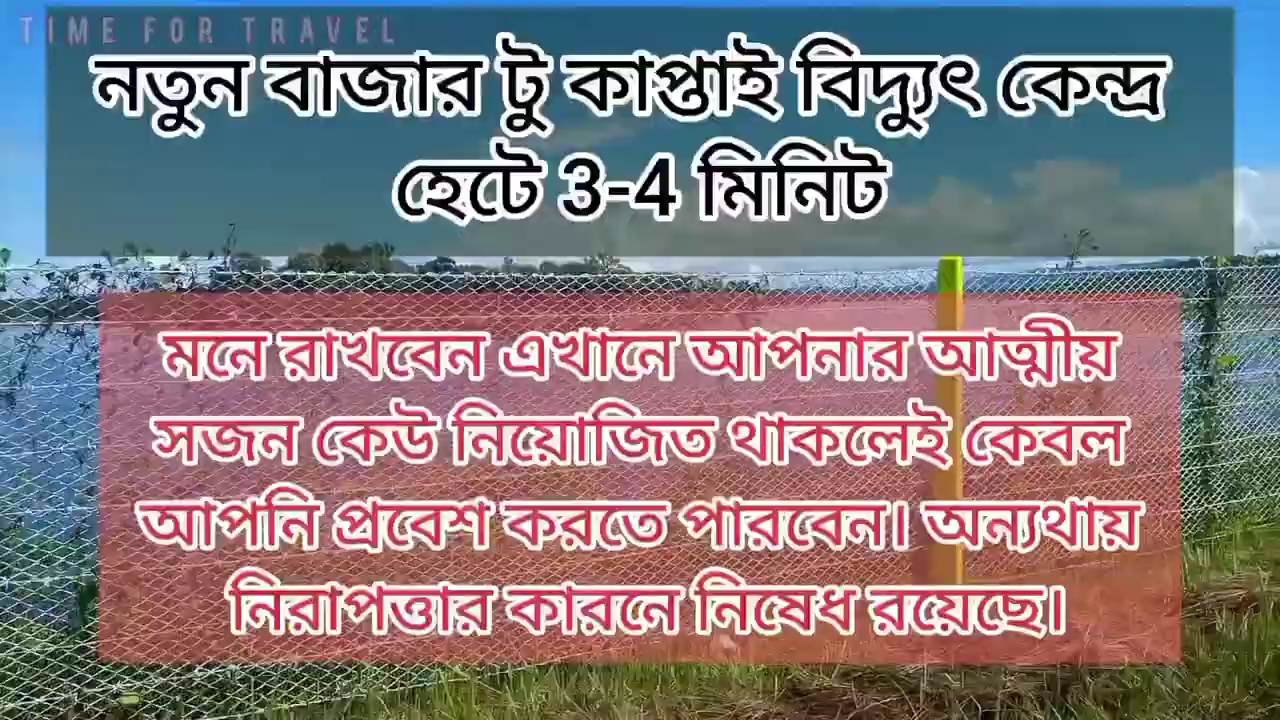 TIME FOR TRAVEL
নতুন বাজার টু কাপ্তাই বিদ্যুৎ কেন্দ্র
হেটে 3-4 মিনিট
মনে রাখবেন এখানে আপনার আত্মীয়
সজন কেউ নিয়োজিত থাকলেই কেবল
আপনি প্রবেশ করতে পারবেন। অন্যথায়
নিরাপত্তার কারনে নিষেধ রয়েছে।